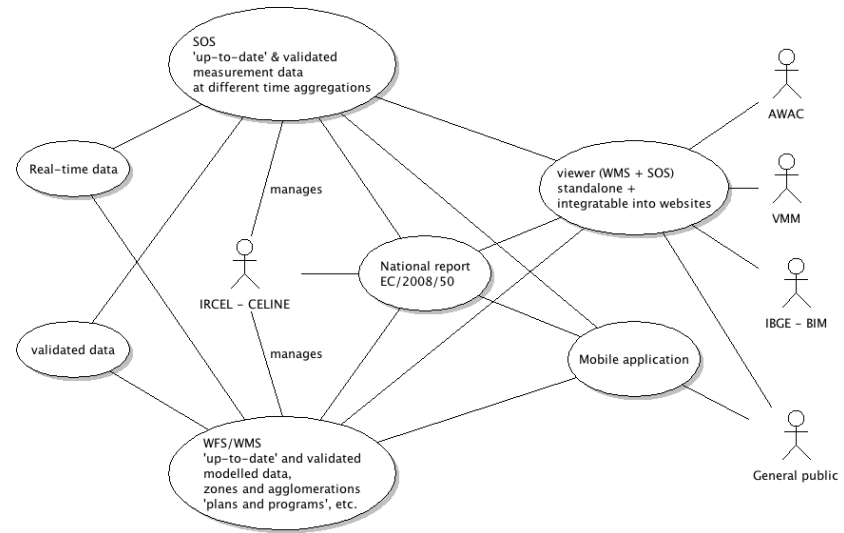 SOS
'up-to-date' & validated
measurement data
at different time aggregations
AWAC
Real-time data
viewer (WMS + SOS)
standalone +
integratable into websites
manages
VMM
National report
EC/2008/50
IRCEL - CELINE
IBGE - BIM
validated data
manages
Mobile application
WFS/WMS
'up-to-date' and validated
modelled data,
zones and agglomerations
'plans and programs', etc.
General public